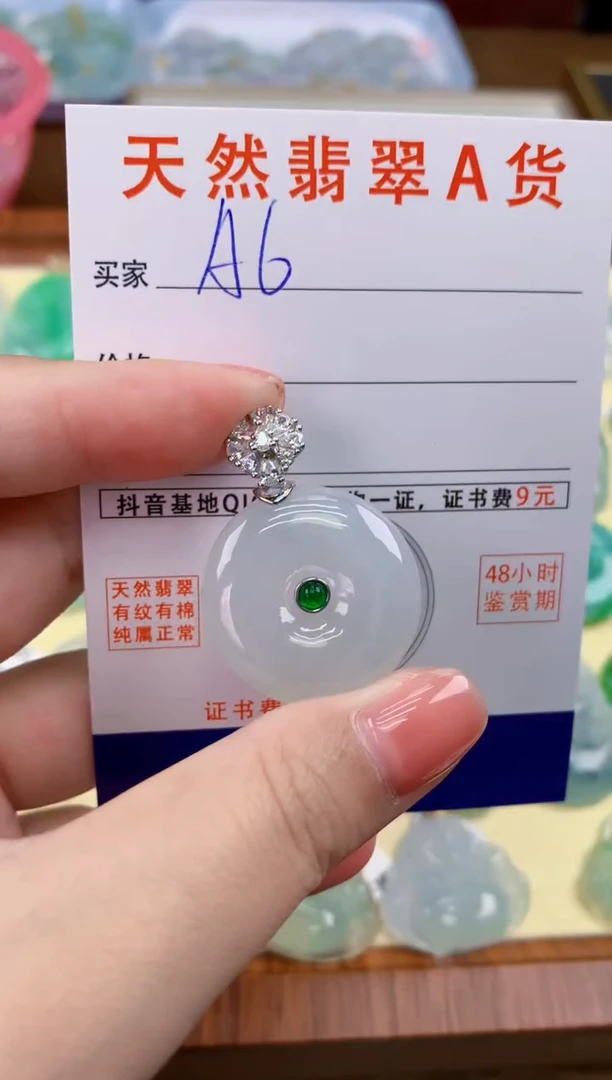 天然翡翠A货
买家 A6
抖音基地QI 一证，证书费9元
天然翡翠
有纹有棉
纯属正常
48小时
鉴赏期
证书费